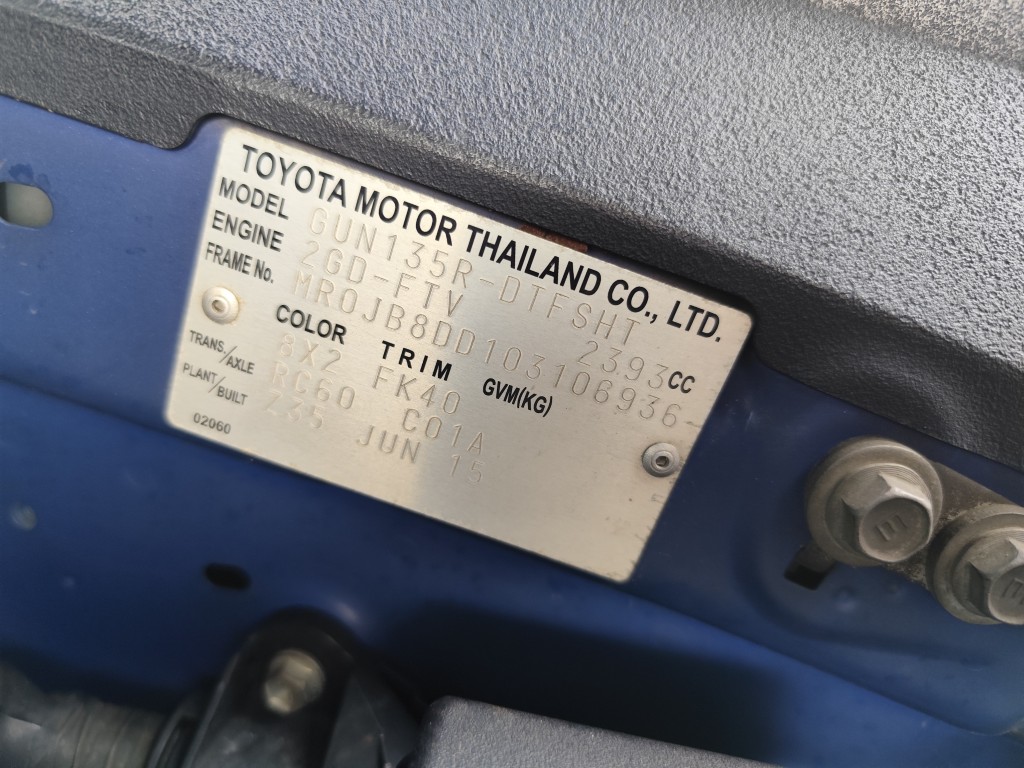 TOYOTA MOTOR THAILAND CO., LTD.
MODEL GUN135R-DTFSHT
ENGINE 2GD-FTV 2393CC
FRAME No. MR0JB8DD103106936-
COLOR TRIM GVM(KG)
8X2 FK40
TRANS./AXLE RC60 C01A
PLANT/BUILT Z35 JUN 15
02060